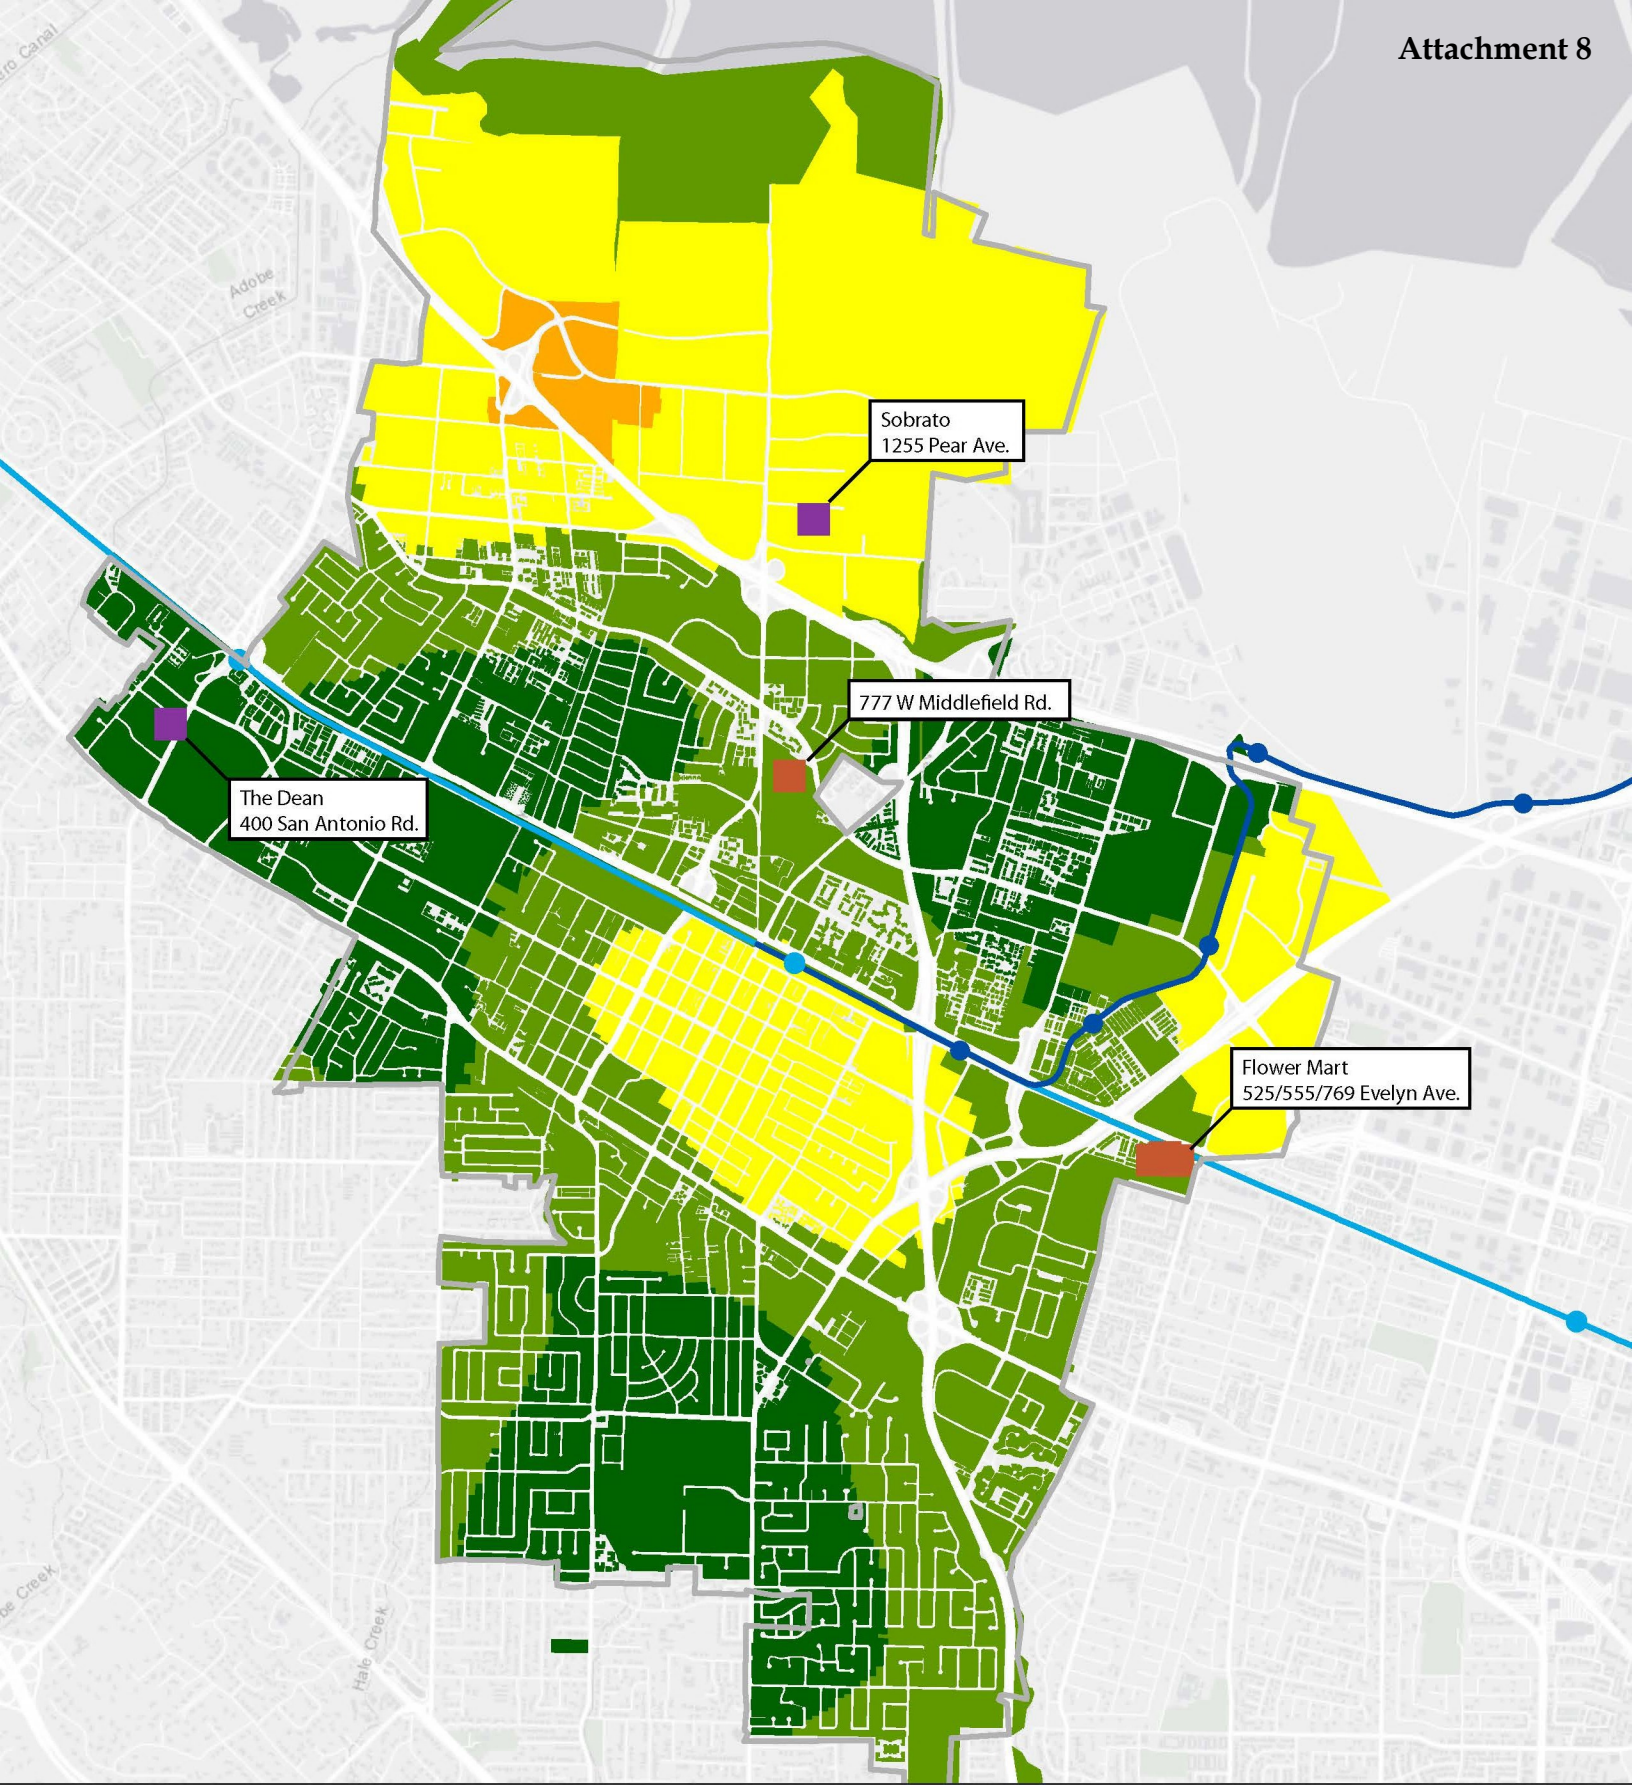 Attachment 8
Adobe
Creek
Sobrato
1255 Pear Ave.
777 W Middlefield Rd.
The Dean
400 San Antonio Rd.
Flower Mart
525/555/769 Evelyn Ave.
Hale Creek